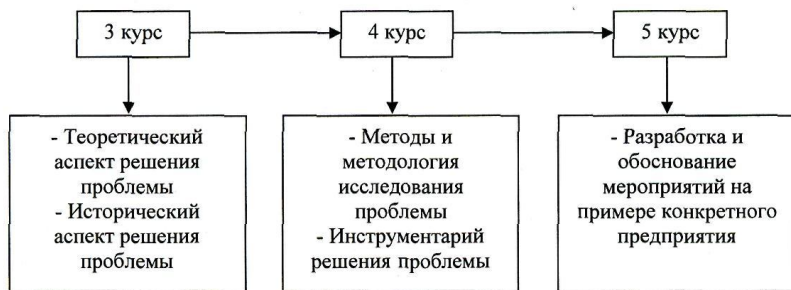 3 курс
4 курс
5 курс
- Теоретический
аспект решения
проблемы
- Исторический
аспект решения
проблемы
- Методы и
методология
исследования
проблемы
- Инструментарий
решения проблемы
- Разработка и
обоснование
мероприятий на
примере конкретного
предприятия